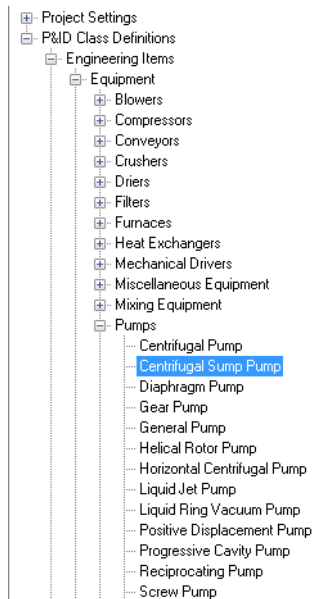 Project Settings
P&ID Class Definitions
Engineering Items
Equipment
Blowers
Compressors
Conveyors
Crushers
Driers
Filters
Furnaces
Heat Exchangers
Mechanical Drivers
Miscellaneous Equipment
Mixing Equipment
Pumps
Centrifugal Pump
Centrifugal Sump Pump
Diaphragm Pump
Gear Pump
General Pump
Helical Rotor Pump
Horizontal Centrifugal Pump
Liquid Jet Pump
Liquid Ring Vacuum Pump
Positive Displacement Pump
Progressive Cavity Pump
Reciprocating Pump
Screw Pump